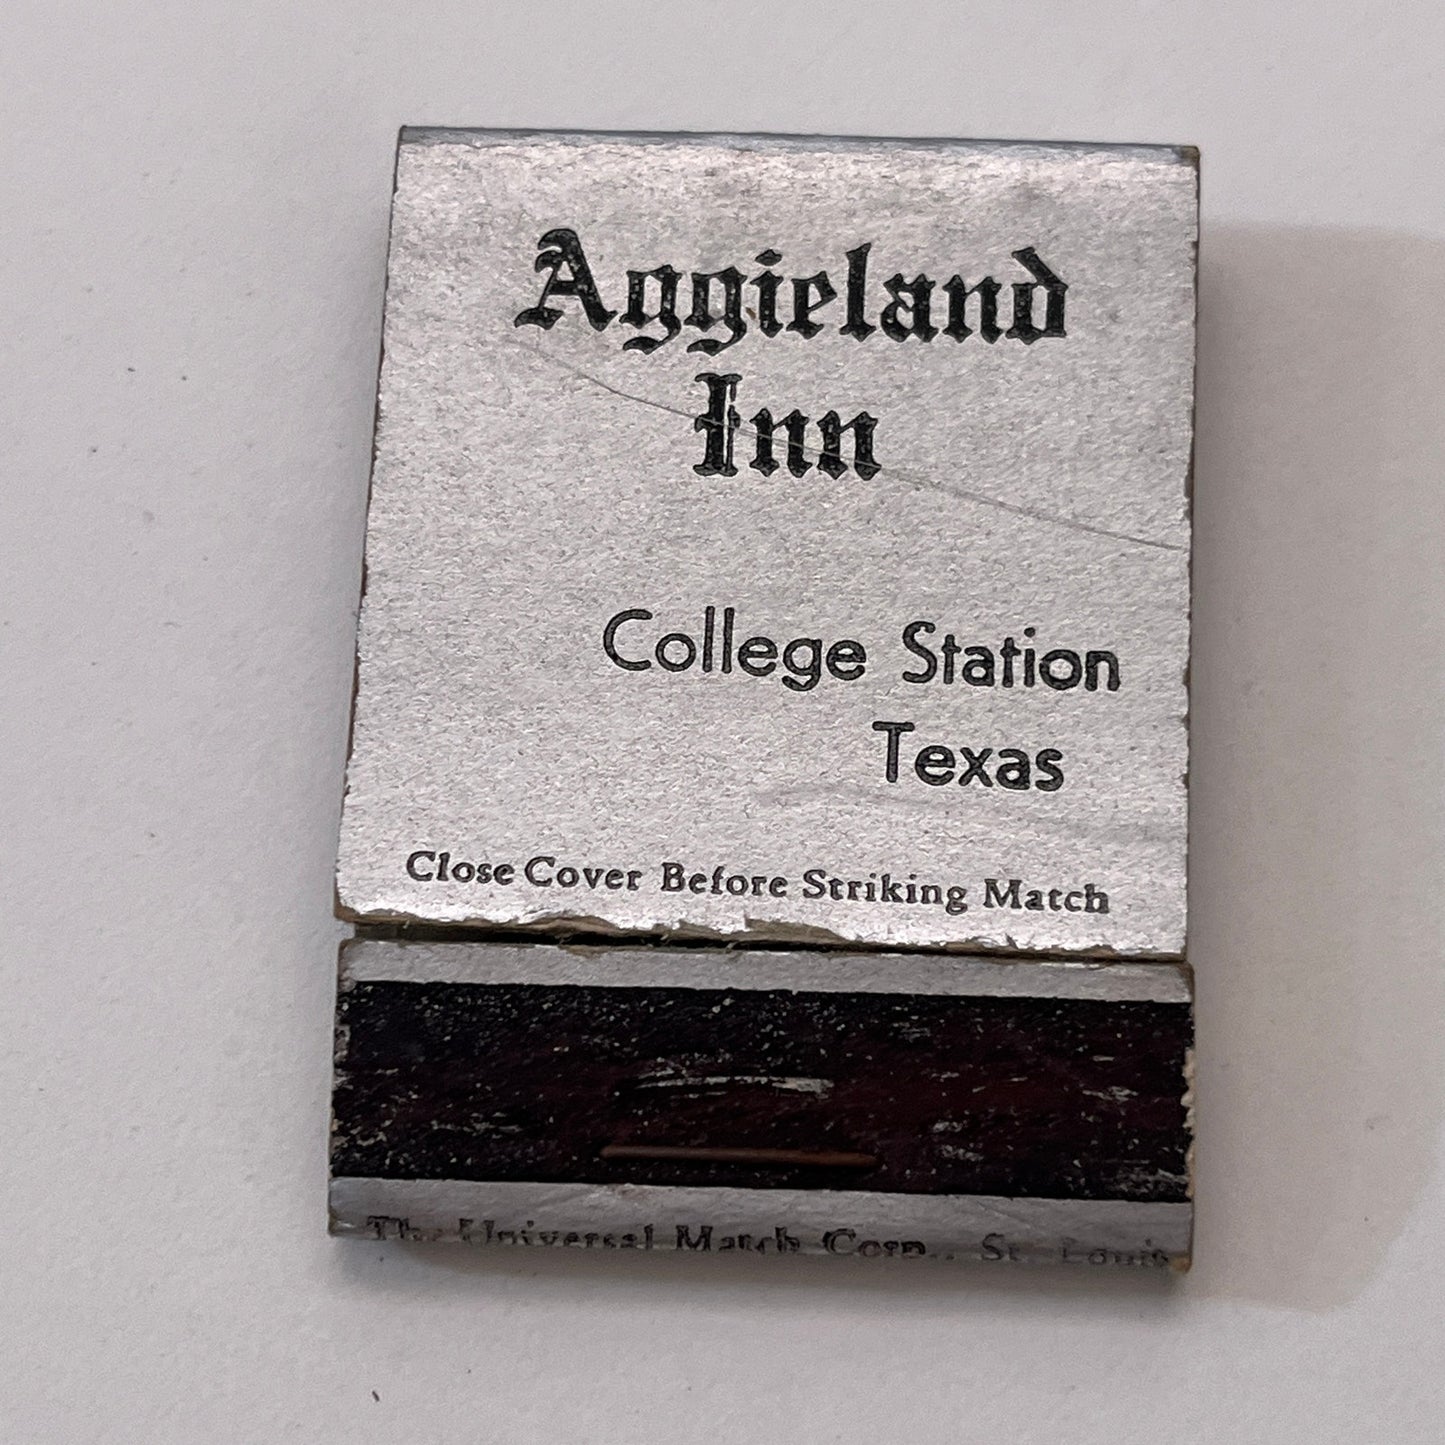 Aggieland
Inn
College Station
Texas
Close Cover Before Striking Match
The Universal Match Corp., St. Louis